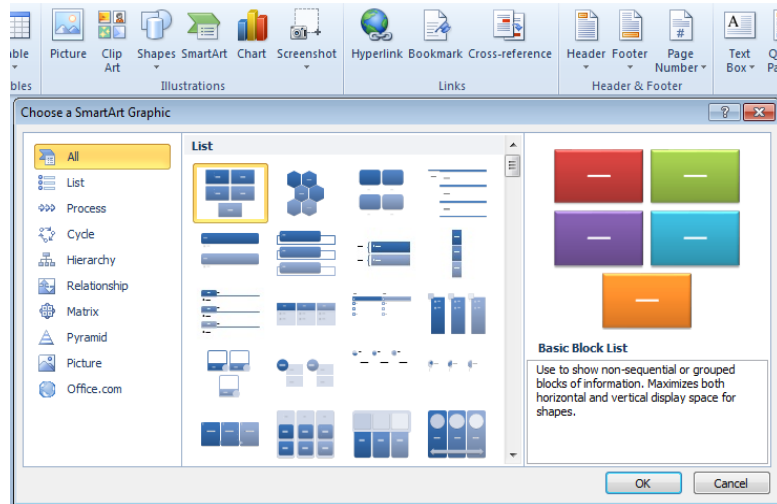 Picture Clip Art Shapes SmartArt Chart Screenshot Hyperlink Bookmark Cross-reference Header Footer Page Number Text Box
Illustrations Links Header & Footer
Choose a SmartArt Graphic
All
List
Process
Cycle
Hierarchy
Relationship
Matrix
Pyramid
Picture
Office.com
List
Basic Block List
Use to show non-sequential or grouped
blocks of information. Maximizes both
horizontal and vertical display space for
shapes.
OK Cancel